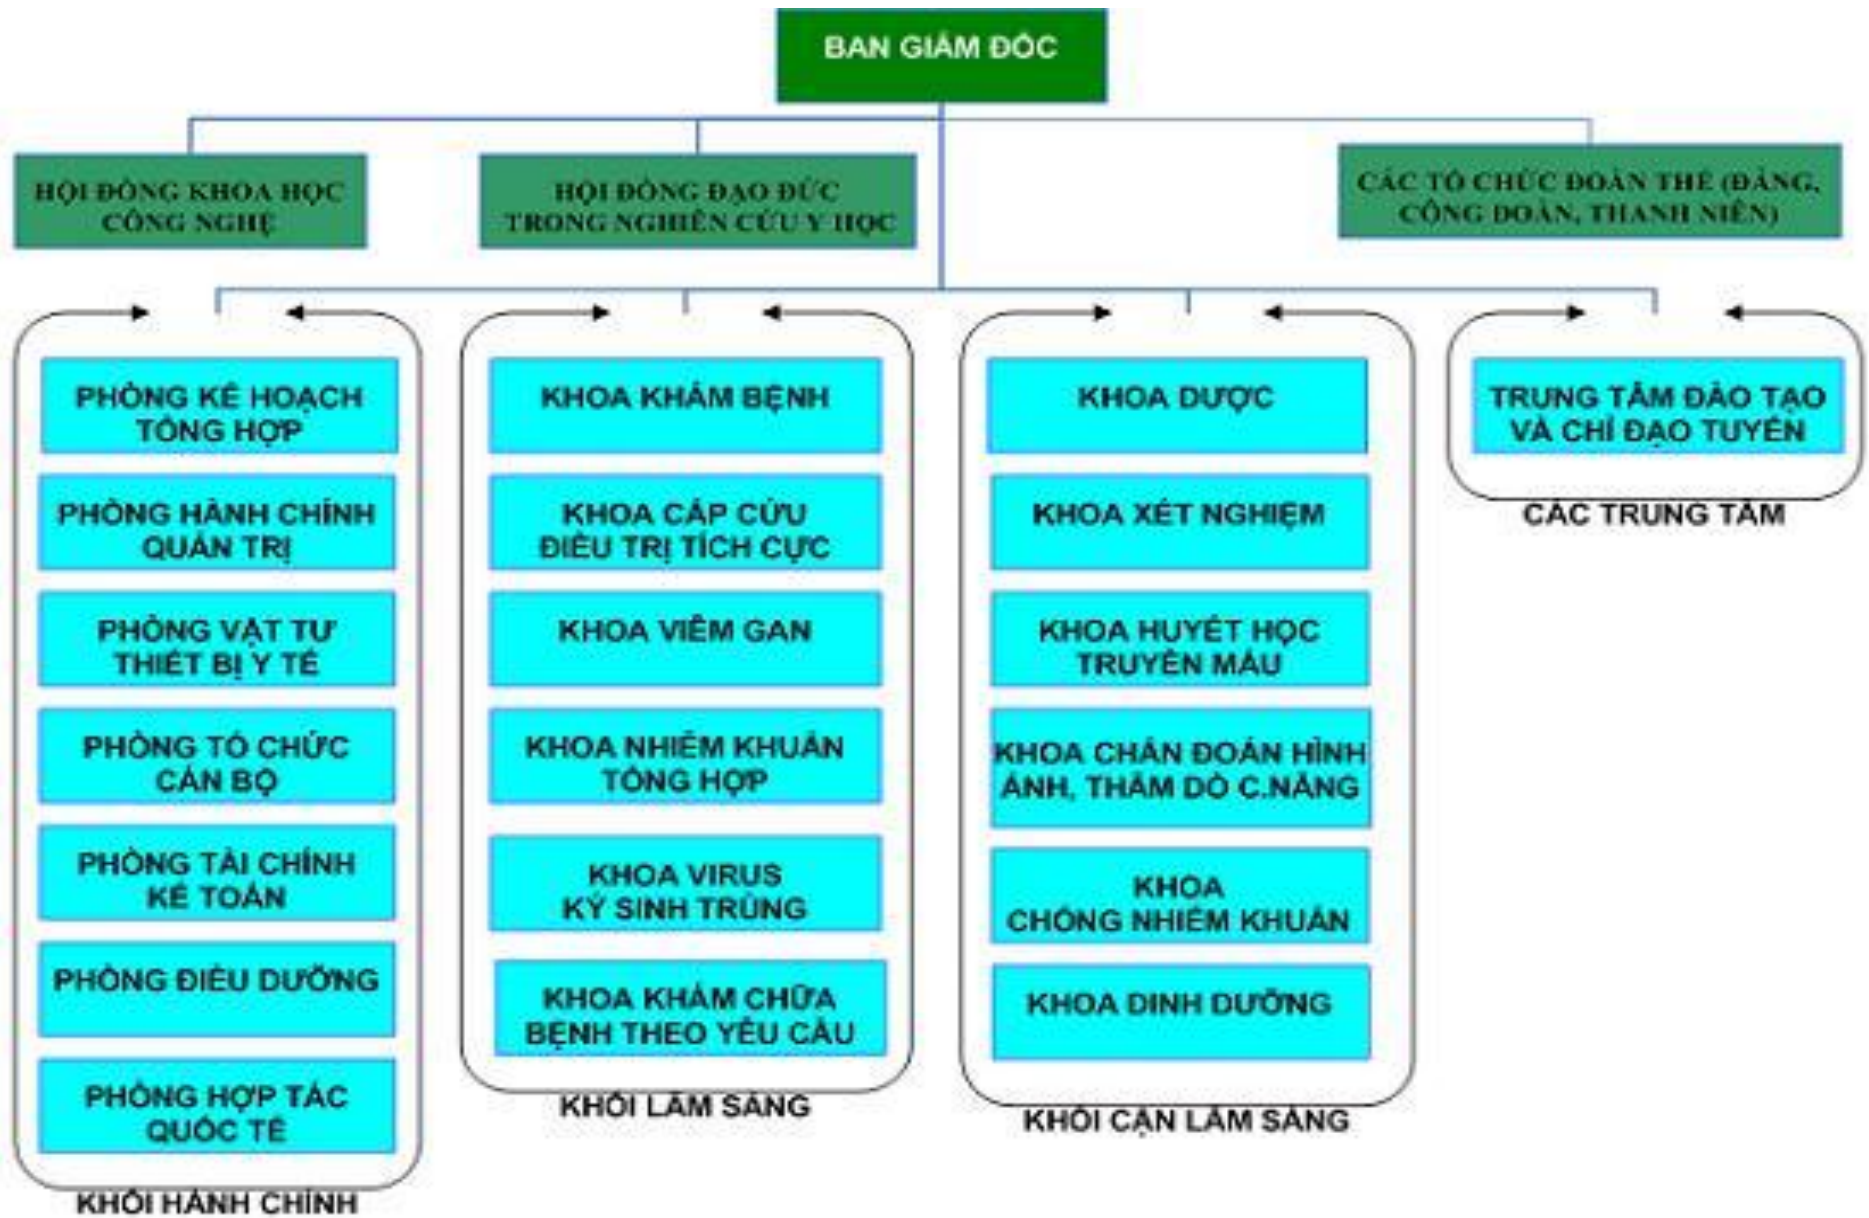 BAN GIÁM ĐỐC
HỘI ĐỒNG KHOA HỌC
CÔNG NGHỆ
HỘI ĐỒNG ĐẠO ĐỨC
TRONG NGHIÊN CỨU Y HỌC
CÁC TỔ CHỨC ĐOÀN THỂ (ĐẢNG,
CÔNG ĐOÀN, THANH NIÊN)
PHÒNG KẾ HOẠCH
TỔNG HỢP
PHÒNG HÀNH CHÍNH
QUẢN TRỊ
PHÒNG VẬT TƯ
THIẾT BỊ Y TẾ
PHÒNG TỔ CHỨC
CÁN BỘ
PHÒNG TÀI CHÍNH
KẾ TOÁN
PHÒNG ĐIỀU DƯỠNG
PHÒNG HỢP TÁC
QUỐC TẾ
KHỐI HÀNH CHÍNH
KHOA KHÁM BỆNH
KHOA CẤP CỨU
ĐIỀU TRỊ TÍCH CỰC
KHOA VIÊM GAN
KHOA NHIỄM KHUẨN
TỔNG HỢP
KHOA VIRUS
KÝ SINH TRÙNG
KHOA KHÁM CHỮA
BỆNH THEO YÊU CẦU
KHỐI LÂM SÀNG
KHOA DƯỢC
KHOA XÉT NGHIỆM
KHOA HUYẾT HỌC
TRUYỀN MÁU
KHOA CHẨN ĐOÁN HÌNH
ẢNH, THĂM DÒ C.NĂNG
KHOA
CHỐNG NHIỄM KHUẨN
KHOA DINH DƯỠNG
KHỐI CẬN LÂM SÀNG
TRUNG TÂM ĐÀO TẠO
VÀ CHỈ ĐẠO TUYẾN
CÁC TRUNG TÂM